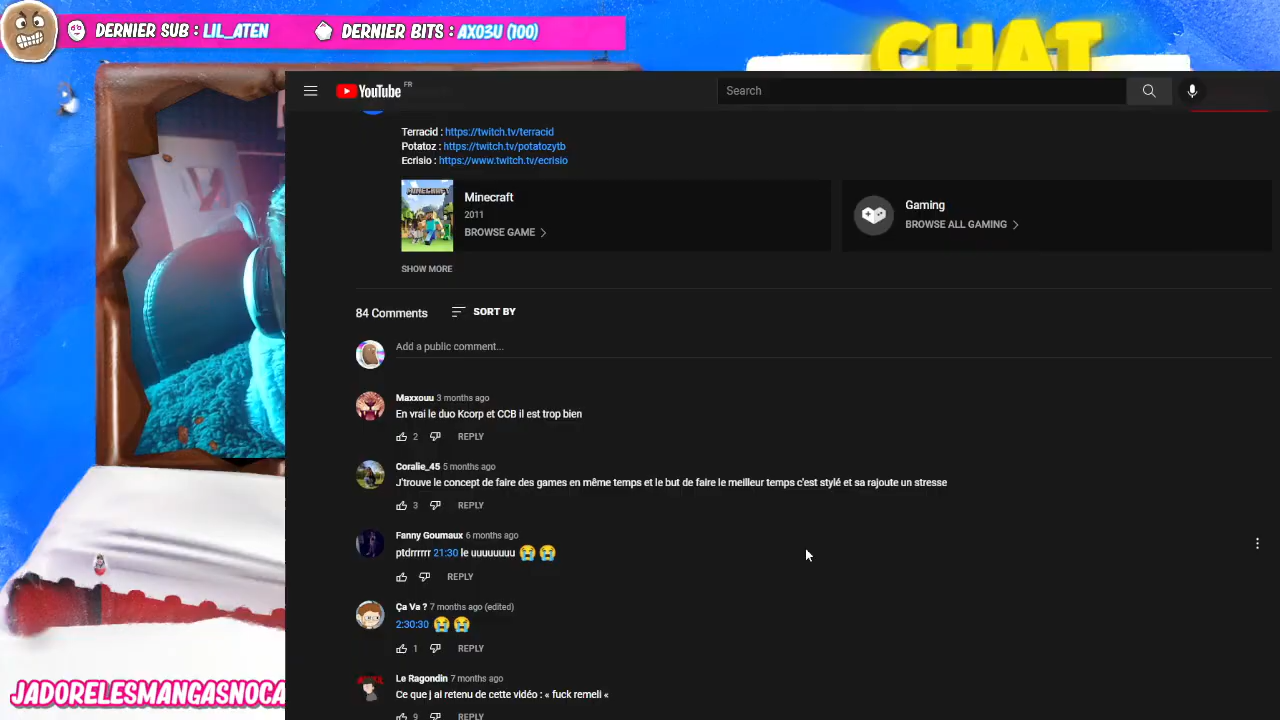 DERNIER SUB : LIL_ATEN
DERNIER BITS : AXO3U (100)
CHAT
YouTube FR
Search
Terracid : https://twitch.tv/terracid
Potatoz : https://twitch.tv/potatozytb
Ecrisio : https://www.twitch.tv/ecrisio
MINECRAFT
Minecraft
2011
BROWSE GAME
Gaming
BROWSE ALL GAMING
SHOW MORE
84 Comments
SORT BY
Add a public comment...
Maxxouu 3 months ago
En vrai le duo Kcorp et CCB il est trop bien
2 REPLY
Coralie_45 5 months ago
J'trouve le concept de faire des games en même temps et le but de faire le meilleur temps c'est stylé et sa rajoute un stresse
3 REPLY
Fanny Goumaux 6 months ago
ptdrrrrrr 21:30 le uuuuuuuu 😭😭
REPLY
Ça Va ? 7 months ago (edited)
2:30:30 😭😭
1 REPLY
Le Ragondin 7 months ago
Ce que j ai retenu de cette vidéo : « fuck remeli «
9 REPLY
JADORELESMANGASNOCA